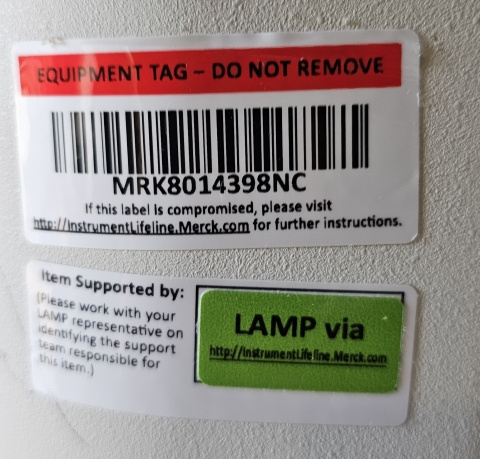 EQUIPMENT TAG – DO NOT REMOVE
MRK8014398NC
If this label is compromised, please visit
http://InstrumentLifeline.Merck.com for further instructions.
Item Supported by:
(Please work with your
LAMP representative on
identifying the support
team responsible for
this item.)
LAMP via
http://InstrumentLifeline.Merck.com